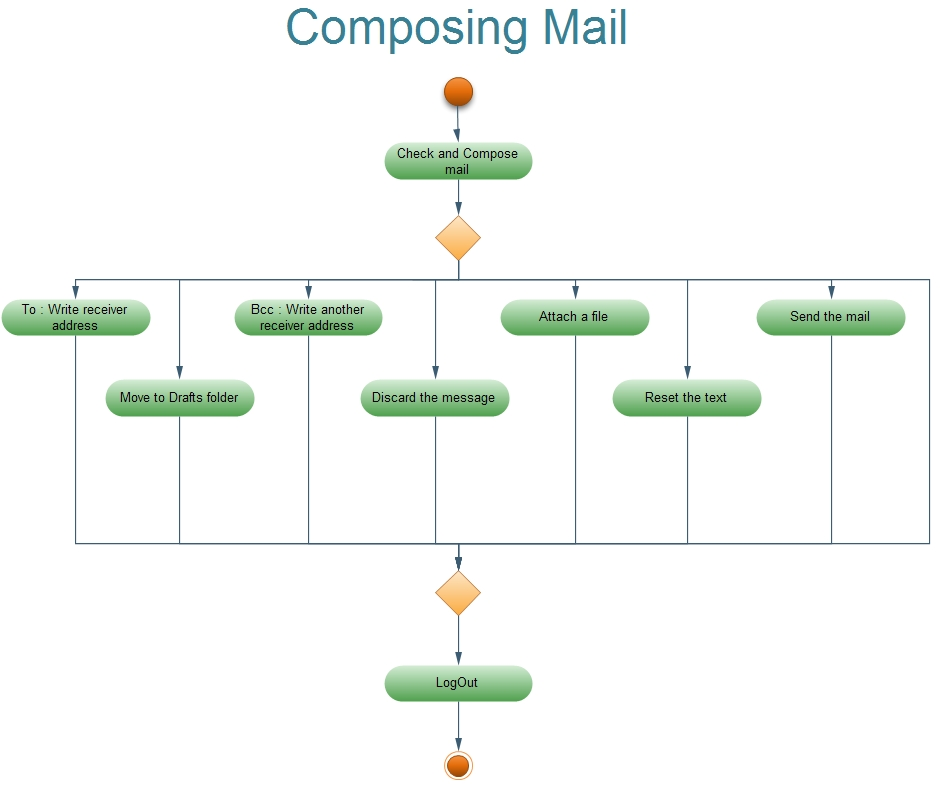 Composing Mail
Check and Compose
mail
To : Write receiver
address
Bcc : Write another
receiver address
Attach a file
Send the mail
Move to Drafts folder
Discard the message
Reset the text
LogOut